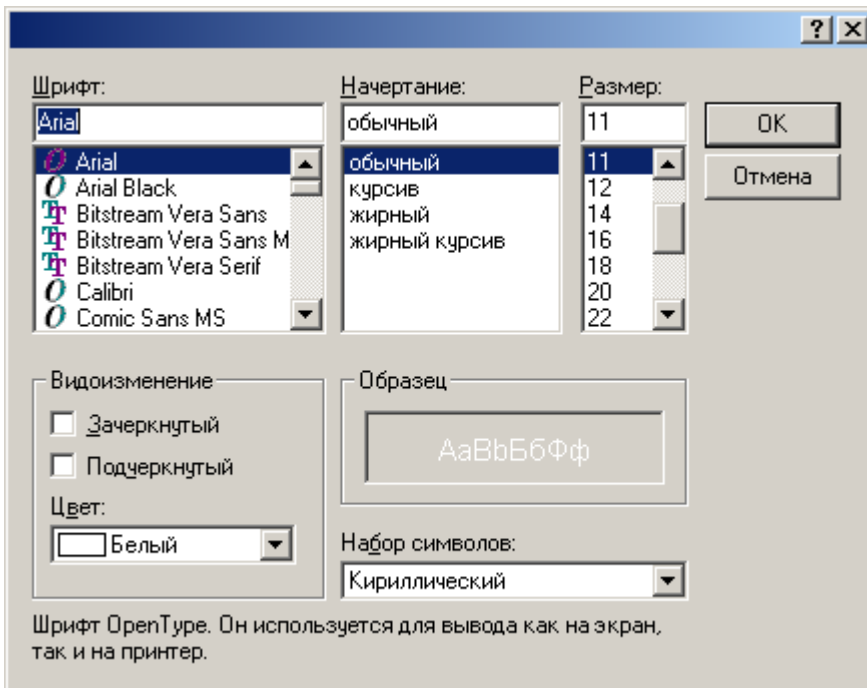 Шрифт:
Arial
Arial
Arial Black
Bitstream Vera Sans
Bitstream Vera Sans M
Bitstream Vera Serif
Calibri
Comic Sans MS
Начертание:
обычный
обычный
курсив
жирный
жирный курсив
Размер:
11
11
12
14
16
18
20
22
OK
Отмена
Видоизменение
Зачеркнутый
Подчеркнутый
Цвет:
Белый
Образец
AaBbБбФф
Набор символов:
Кириллический
Шрифт OpenType. Он используется для вывода как на экран,
так и на принтер.